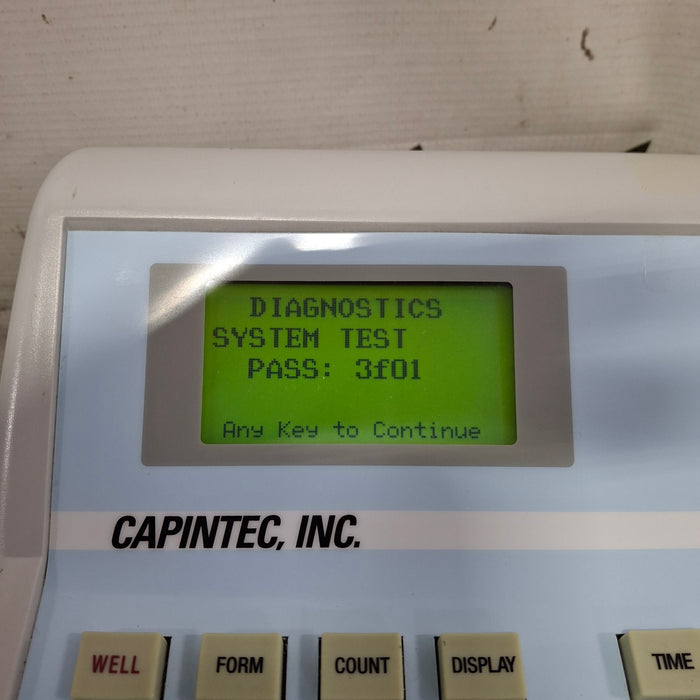 DIAGNOSTICS
SYSTEM TEST
PASS: 3f01
Any Key to Continue
CAPINTEC, INC.
WELL FORM COUNT DISPLAY TIME